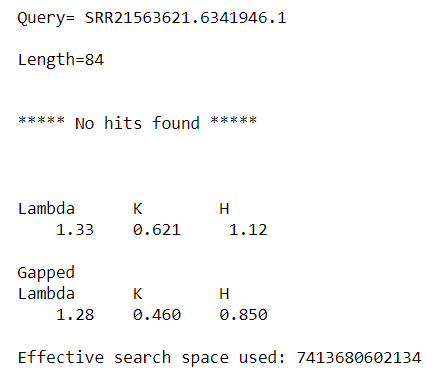 Query= SRR21563621.6341946.1
Length=84
***** No hits found *****
Lambda      K        H
    1.33    0.621     1.12
Gapped
Lambda      K        H
    1.28    0.460    0.850
Effective search space used: 7413680602134